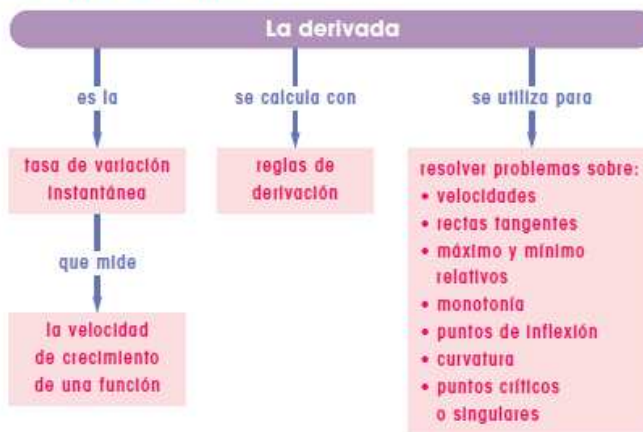 La derivada
es la
tasa de variación
instantánea
que mide
la velocidad
de crecimiento
de una función
se calcula con
reglas de
derivación
se utiliza para
resolver problemas sobre:
• velocidades
• rectas tangentes
• máximo y mínimo
relativos
• monotonía
• puntos de inflexión
• curvatura
• puntos críticos
o singulares